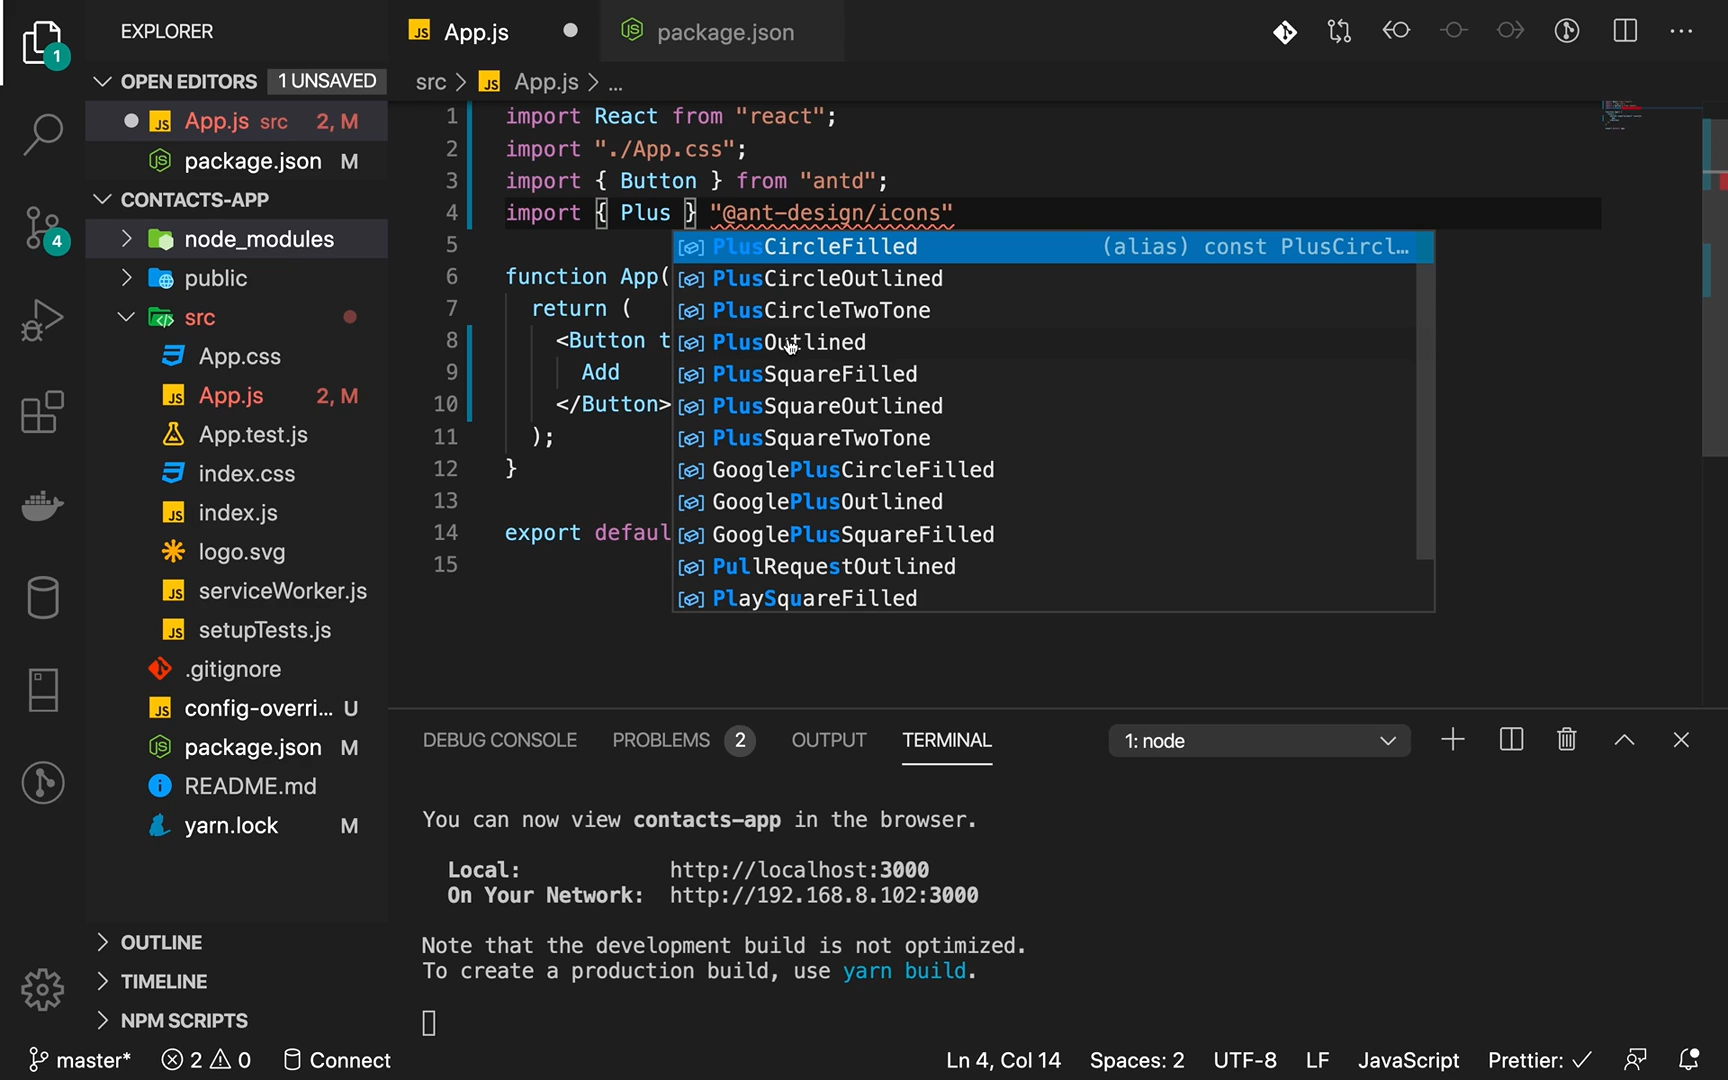 EXPLORER
App.js
package.json
OPEN EDITORS 1 UNSAVED
App.js src 2, M
package.json M
CONTACTS-APP
node_modules
public
src
App.css
App.js 2, M
App.test.js
index.css
index.js
logo.svg
serviceWorker.js
setupTests.js
.gitignore
config-overri... U
package.json M
README.md
yarn.lock M
OUTLINE
TIMELINE
NPM SCRIPTS
1
4
src > JS App.js > ...
1 import React from "react";
2 import "./App.css";
3 import { Button } from "antd";
4 import { Plus } "@ant-design/icons"
5
6 function App(
7 return (
8 <Button t
9 Add
10 </Button>
11 );
12 }
13
14 export defaul
15
PlusCircleFilled (alias) const PlusCircl...
PlusCircleOutlined
PlusCircleTwoTone
PlusOutlined
PlusSquareFilled
PlusSquareOutlined
PlusSquareTwoTone
GooglePlusCircleFilled
GooglePlusOutlined
GooglePlusSquareFilled
PullRequestOutlined
PlaySquareFilled
DEBUG CONSOLE PROBLEMS 2 OUTPUT TERMINAL 1: node
You can now view contacts-app in the browser.
Local: http://localhost:3000
On Your Network: http://192.168.8.102:3000
Note that the development build is not optimized.
To create a production build, use yarn build.
master* 2 0 Connect Ln 4, Col 14 Spaces: 2 UTF-8 LF JavaScript Prettier: ✓